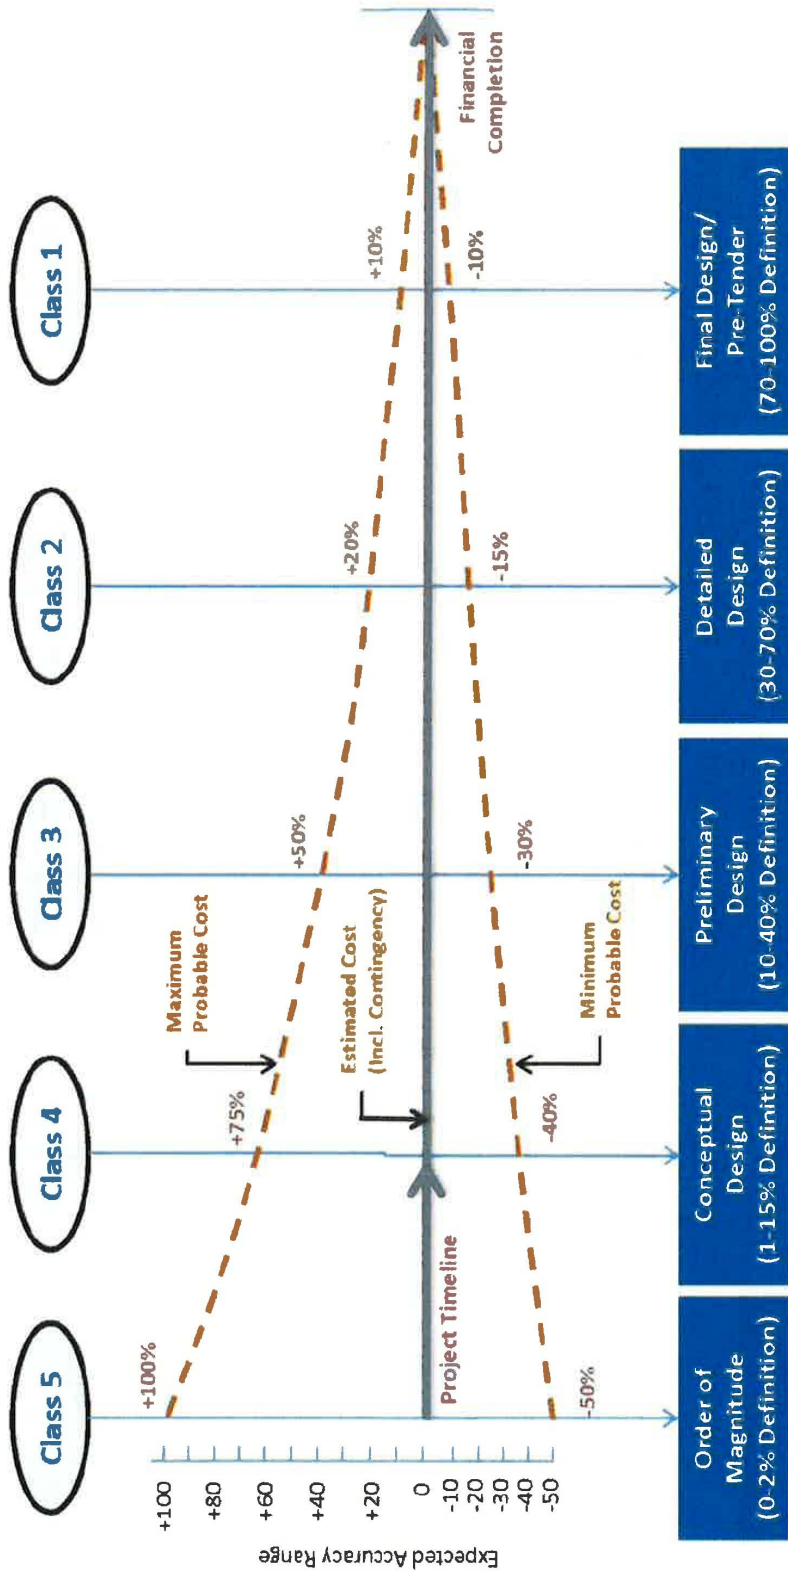 Class 5
Class 4
Class 3
Class 2
Class 1
+100%
+75%
+50%
+20%
+10%
Maximum
Probable Cost
Estimated Cost
(Incl. Contingency)
Project Timeline
Minimum
Probable Cost
Financial
Completion
-50%
-40%
-30%
-15%
-10%
Expected Accuracy Range
+100
+80
+60
+40
+20
0
-10
-20
-30
-40
-50
Order of
Magnitude
(0-2% Definition)
Conceptual
Design
(1-15% Definition)
Preliminary
Design
(10-40% Definition)
Detailed
Design
(30-70% Definition)
Final Design/
Pre-Tender
(70-100% Definition)